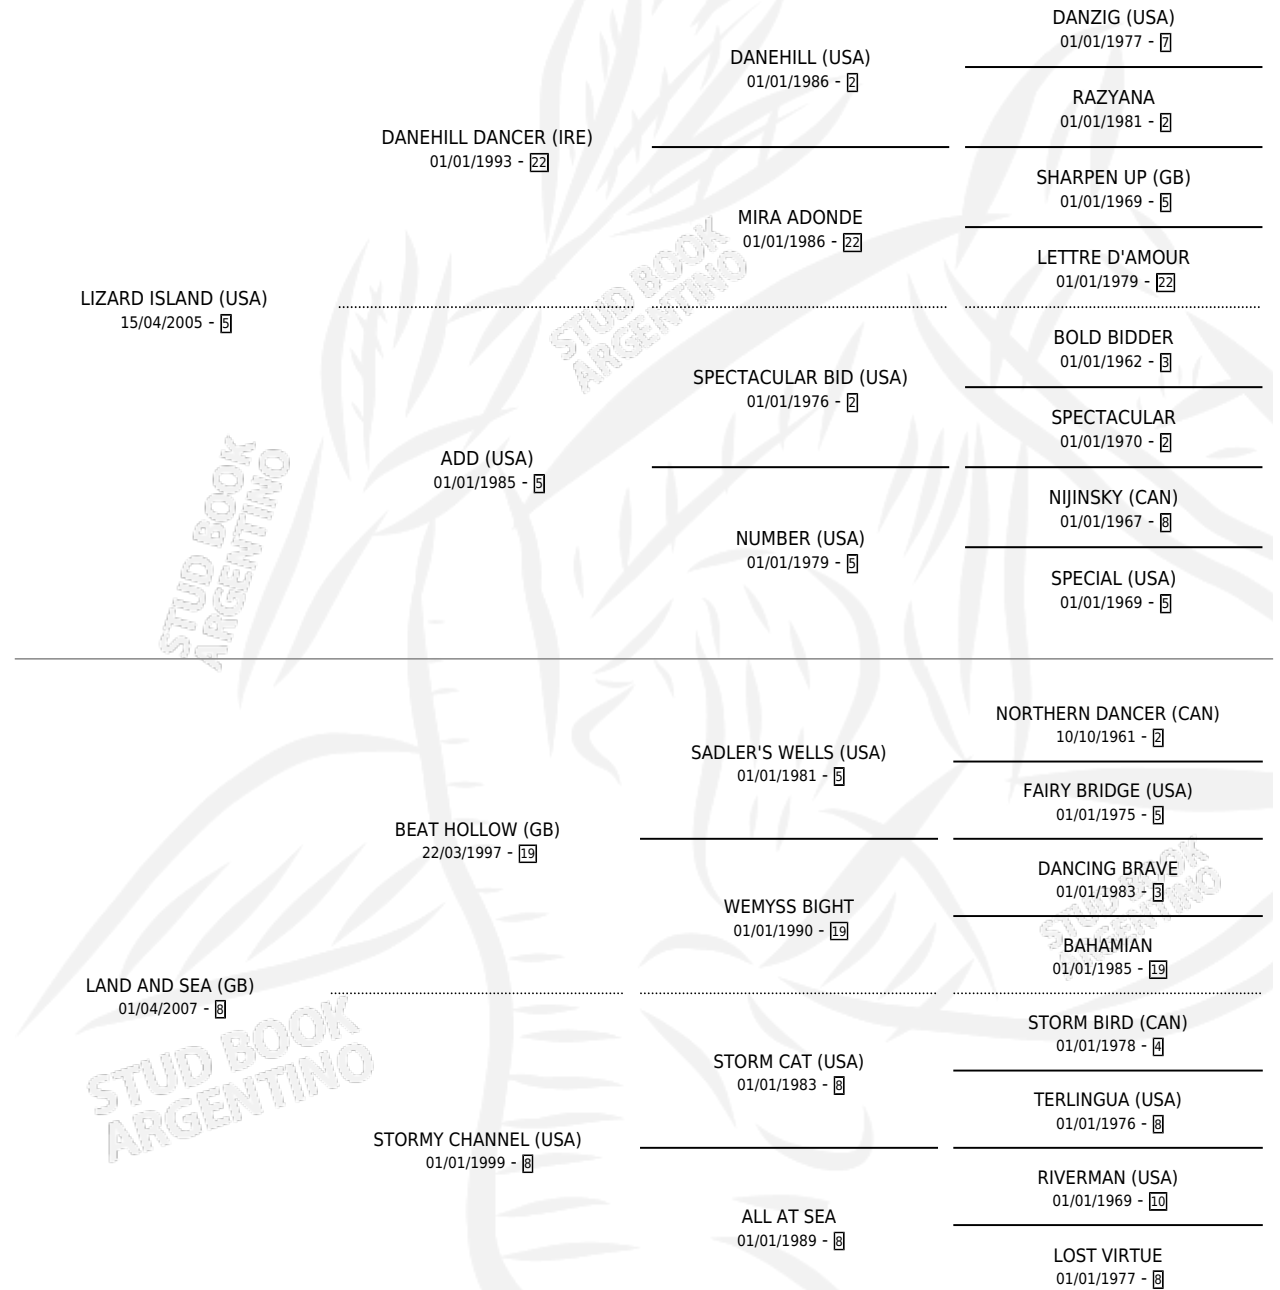 DANZIG (USA)
01/01/1977 - 7
DANEHILL (USA)
01/01/1986 - 2
RAZYANA
01/01/1981 - 2
DANEHILL DANCER (IRE)
01/01/1993 - 22
SHARPEN UP (GB)
01/01/1969 - 5
MIRA ADONDE
01/01/1986 - 22
LETTRE D'AMOUR
01/01/1979 - 22
LIZARD ISLAND (USA)
15/04/2005 - 5
STUD BOOK
ARGENTINO
BOLD BIDDER
01/01/1962 - 3
SPECTACULAR BID (USA)
01/01/1976 - 2
SPECTACULAR
01/01/1970 - 2
ADD (USA)
01/01/1985 - 5
NIJINSKY (CAN)
01/01/1967 - 8
NUMBER (USA)
01/01/1979 - 5
SPECIAL (USA)
01/01/1969 - 5
STUD BOOK
ARGENTINO
NORTHERN DANCER (CAN)
10/10/1961 - 2
SADLER'S WELLS (USA)
01/01/1981 - 5
FAIRY BRIDGE (USA)
01/01/1975 - 5
BEAT HOLLOW (GB)
22/03/1997 - 19
DANCING BRAVE
01/01/1983 - 3
STUD BOOK
ARGENTINO
WEMYSS BIGHT
01/01/1990 - 19
BAHAMIAN
01/01/1985 - 19
LAND AND SEA (GB)
01/04/2007 - 8
STUD BOOK
ARGENTINO
STORM BIRD (CAN)
01/01/1978 - 4
STORM CAT (USA)
01/01/1983 - 8
TERLINGUA (USA)
01/01/1976 - 8
STORMY CHANNEL (USA)
01/01/1999 - 8
RIVERMAN (USA)
01/01/1969 - 10
ALL AT SEA
01/01/1989 - 8
LOST VIRTUE
01/01/1977 - 8